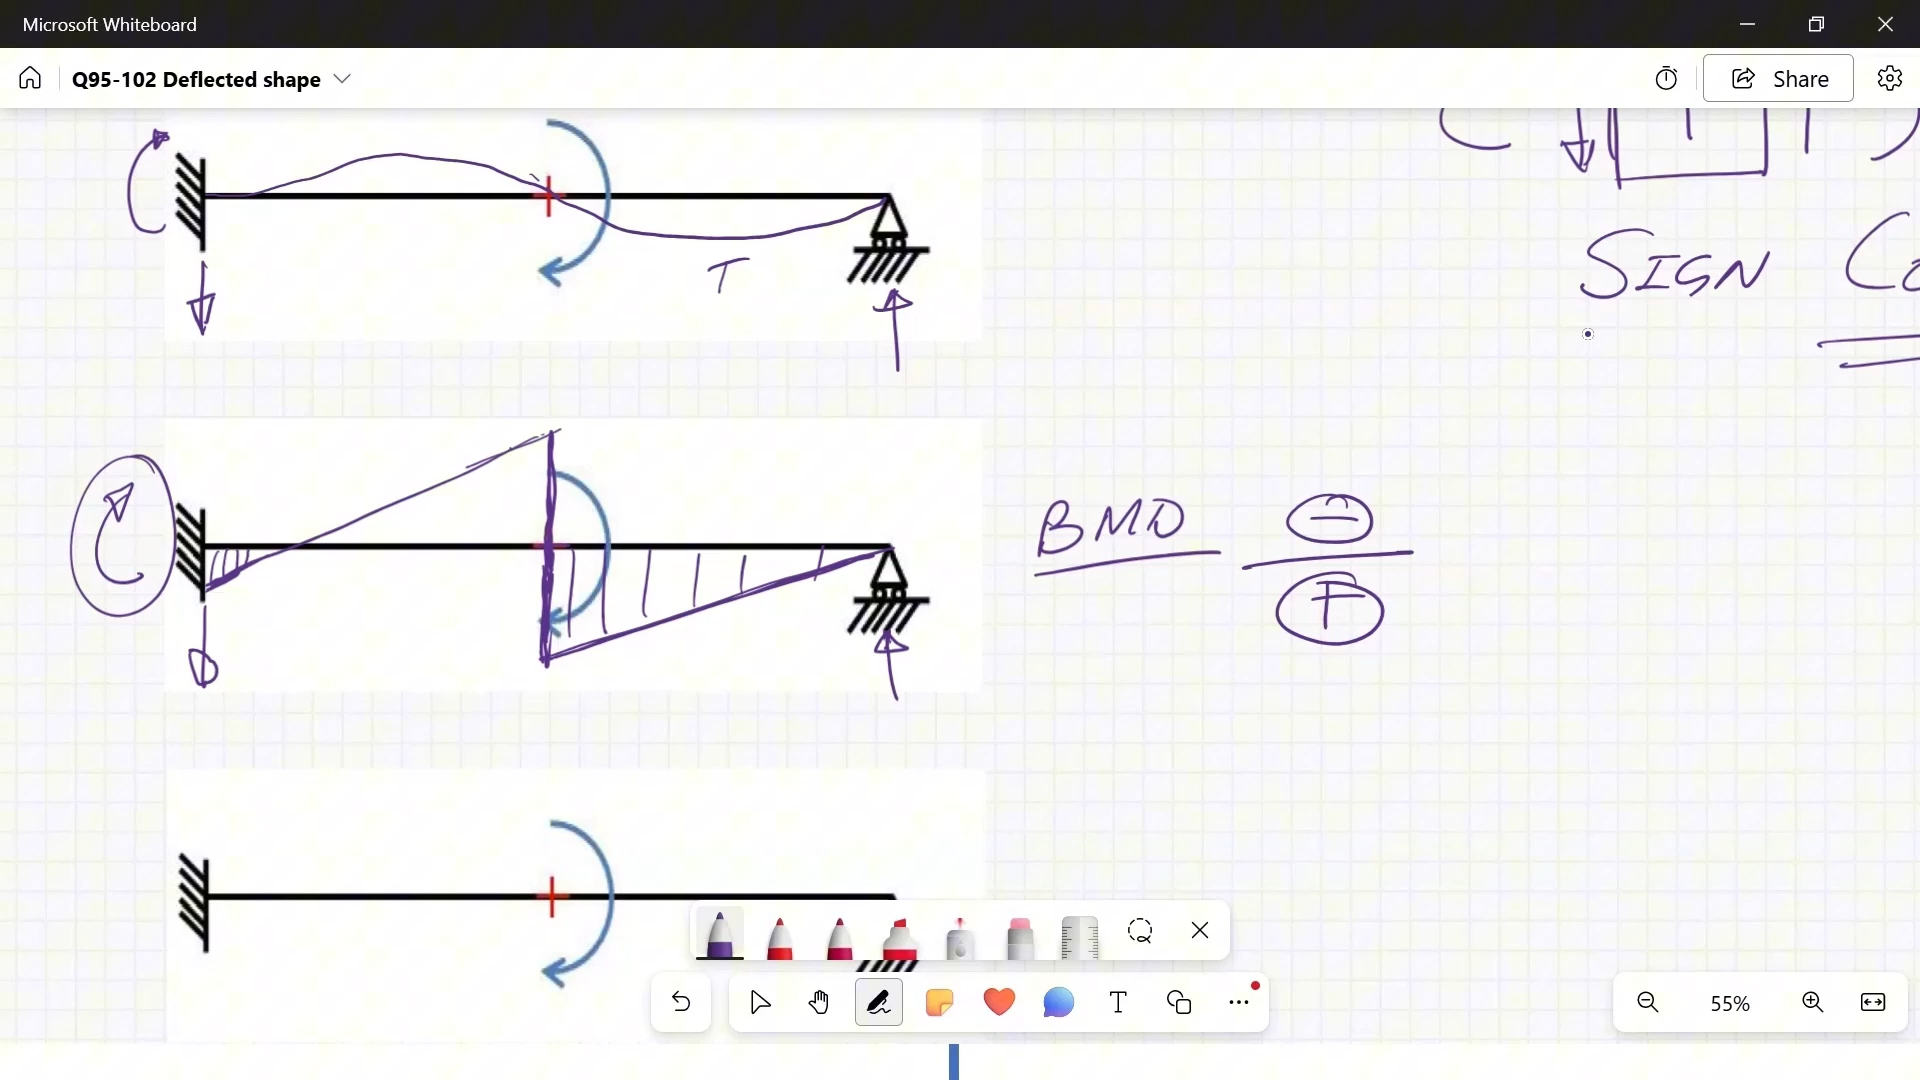 Microsoft Whiteboard
Q95-102 Deflected shape
Share
T
SIGN
BMD
−
+
T
55%